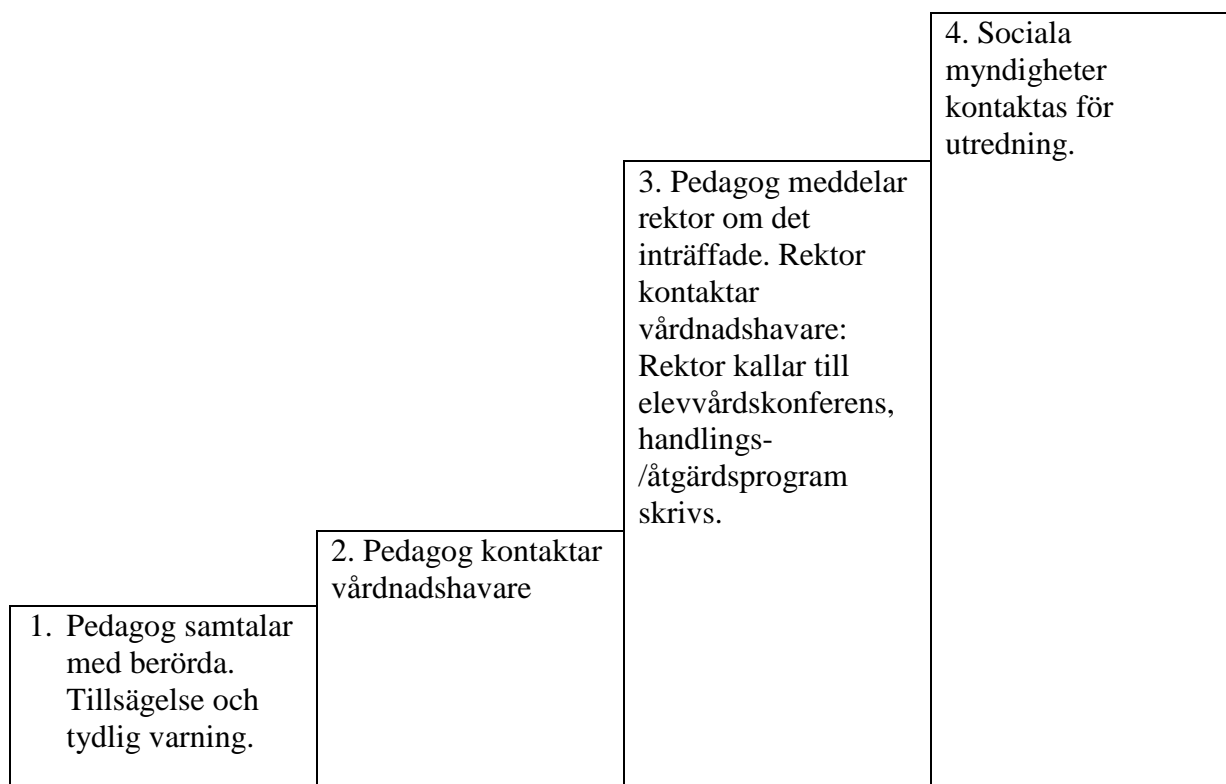 1. Pedagog samtalar
med berörda.
Tillsägelse och
tydlig varning.
2. Pedagog kontaktar
vårdnadshavare
3. Pedagog meddelar
rektor om det
inträffade. Rektor
kontaktar
vårdnadshavare:
Rektor kallar till
elevvårdskonferens,
handlings-
/åtgärdsprogram
skrivs.
4. Sociala
myndigheter
kontaktas för
utredning.